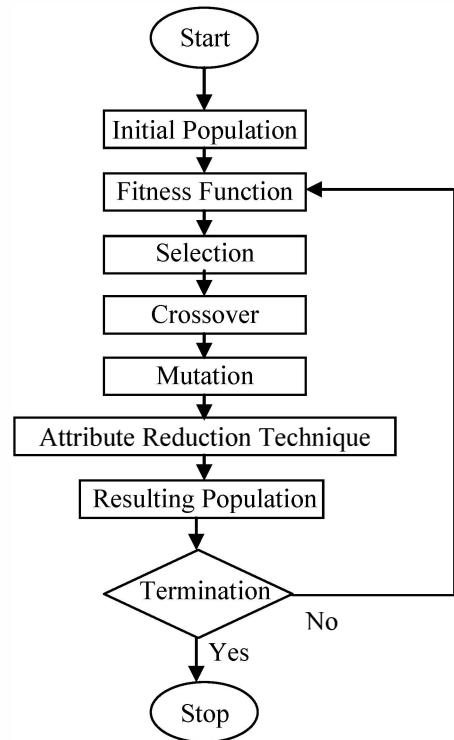 Start
Initial Population
Fitness Function
Selection
Crossover
Mutation
Attribute Reduction Technique
Resulting Population
Termination
No
Yes
Stop